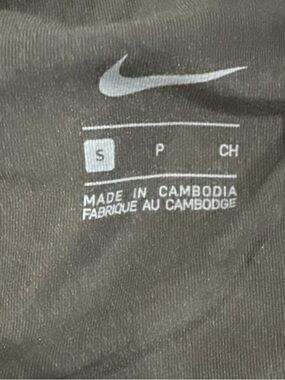 S P CH
MADE IN CAMBODIA
FABRIQUE AU CAMBODGE